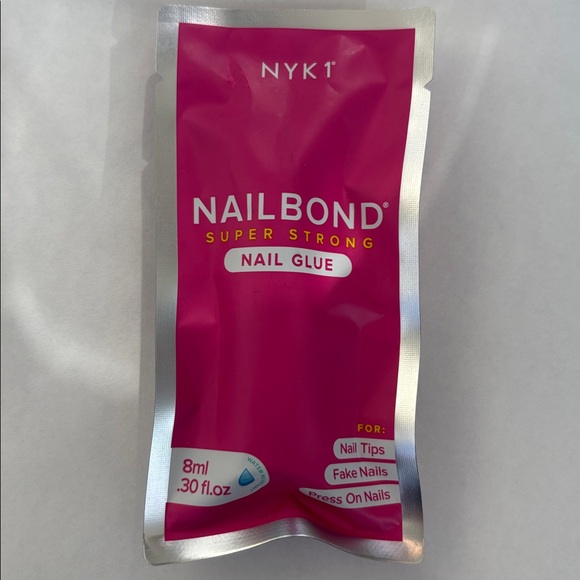 NYK1®
NAILBOND®
SUPER STRONG
NAIL GLUE
FOR:
Nail Tips
Fake Nails
Press On Nails
8ml
.30 fl.oz